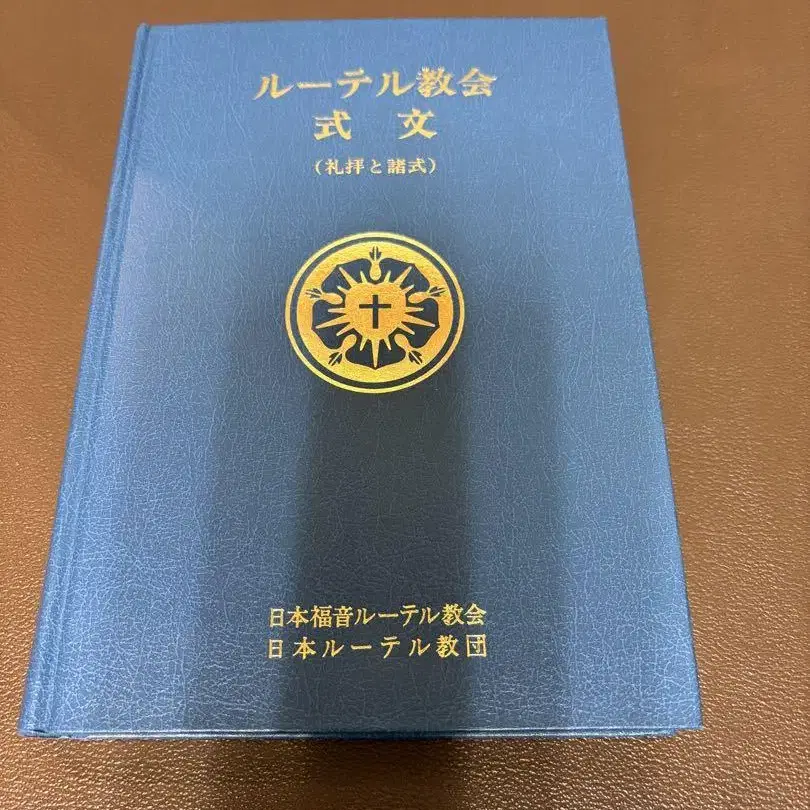 ルーテル教会
式文
(礼拝と諸式)
日本福音ルーテル教会
日本ルーテル教団